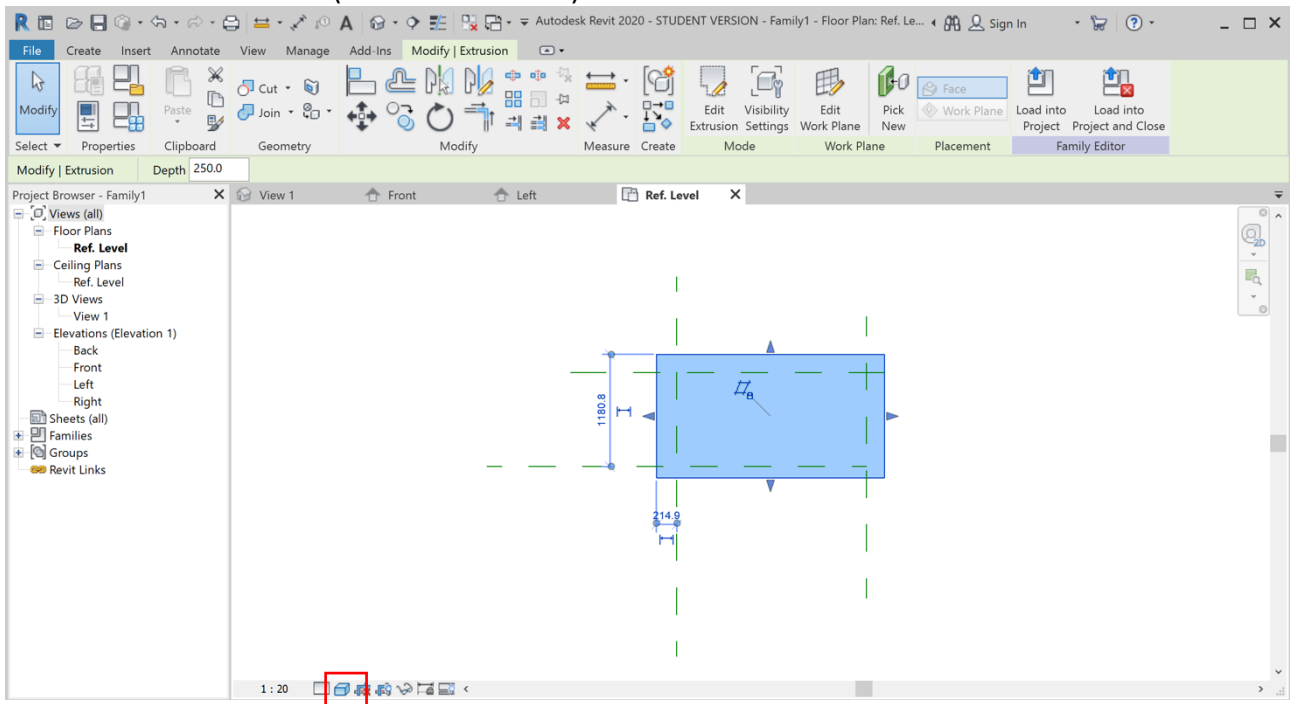 Autodesk Revit 2020 - STUDENT VERSION - Family1 - Floor Plan: Ref. Le... Sign In
File Create Insert Annotate View Manage Add-Ins Modify | Extrusion
Modify Paste Cut Join Edit Extrusion Visibility Settings Edit Work Plane Pick New Face Work Plane Load into Project Load into Project and Close
Select Properties Clipboard Geometry Modify Measure Create Mode Work Plane Placement Family Editor
Modify | Extrusion Depth 250.0
Project Browser - Family1 View 1 Front Left Ref. Level
Views (all)
Floor Plans
Ref. Level
Ceiling Plans
Ref. Level
3D Views
View 1
Elevations (Elevation 1)
Back
Front
Left
Right
Sheets (all)
Families
Groups
Revit Links
1180.8
214.9
2D
1 : 20